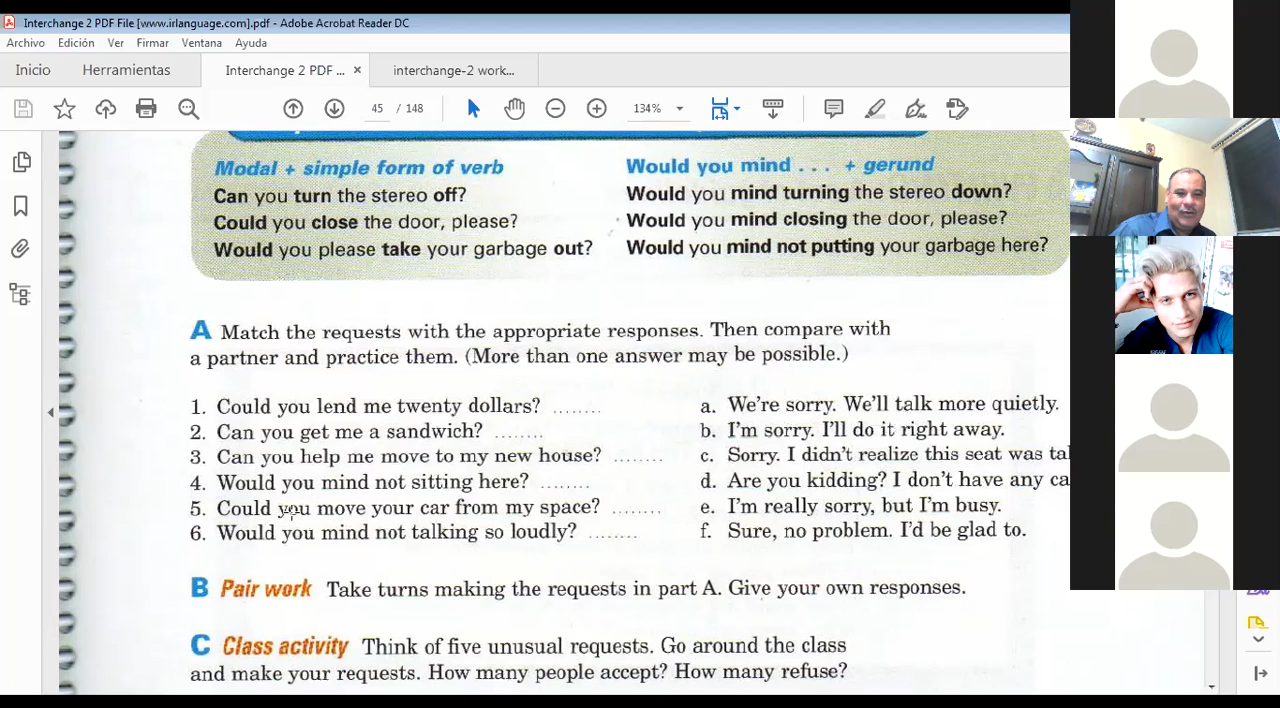 Interchange 2 PDF File [www.irlanguage.com].pdf - Adobe Acrobat Reader DC
Archivo Edición Ver Firmar Ventana Ayuda
Inicio Herramientas Interchange 2 PDF ... × interchange-2 work...
45 / 148 134%
Modal + simple form of verb
Can you turn the stereo off?
Could you close the door, please?
Would you please take your garbage out?
Would you mind . . . + gerund
Would you mind turning the stereo down?
Would you mind closing the door, please?
Would you mind not putting your garbage here?
A Match the requests with the appropriate responses. Then compare with
a partner and practice them. (More than one answer may be possible.)
1. Could you lend me twenty dollars? ........
2. Can you get me a sandwich? ........
3. Can you help me move to my new house? ........
4. Would you mind not sitting here? ........
5. Could you move your car from my space? ........
6. Would you mind not talking so loudly? ........
a. We're sorry. We'll talk more quietly.
b. I'm sorry. I'll do it right away.
c. Sorry. I didn't realize this seat was
d. Are you kidding? I don't have any
e. I'm really sorry, but I'm busy.
f. Sure, no problem. I'd be glad to.
B Pair work Take turns making the requests in part A. Give your own responses.
C Class activity Think of five unusual requests. Go around the class
and make your requests. How many people accept? How many refuse?